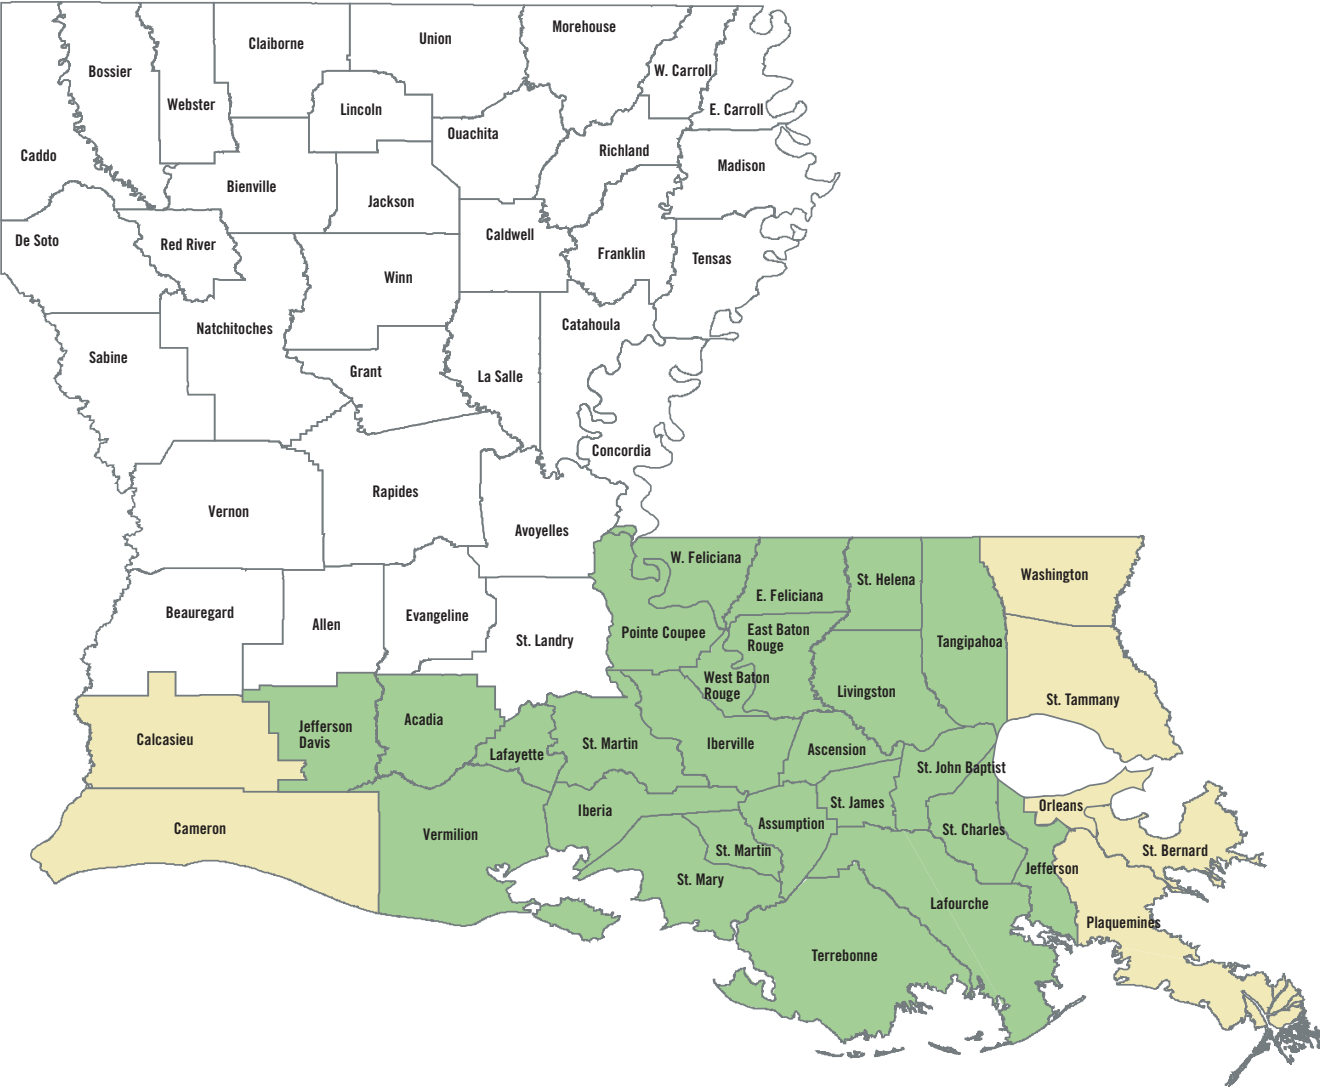 Morehouse
Union
Claiborne
Bossier
W. Carroll
Webster
Lincoln
E. Carroll
Ouachita
Caddo
Richland
Madison
Bienville
Jackson
De Soto
Red River
Caldwell
Franklin
Tensas
Winn
Natchitoches
Catahoula
Sabine
Grant
La Salle
Concordia
Rapides
Vernon
Avoyelles
W. Feliciana
Washington
St. Helena
E. Feliciana
Beauregard
Allen
Evangeline
St. Landry
Pointe Coupee
East Baton
Rouge
Tangipahoa
West Baton
Rouge
Livingston
St. Tammany
Acadia
Jefferson
Davis
Calcasieu
Lafayette
St. Martin
Iberville
Ascension
St. John Baptist
Iberia
St. James
Orleans
Cameron
Vermilion
Assumption
St. Charles
St. Martin
St. Bernard
Jefferson
St. Mary
Lafourche
Plaquemines
Terrebonne